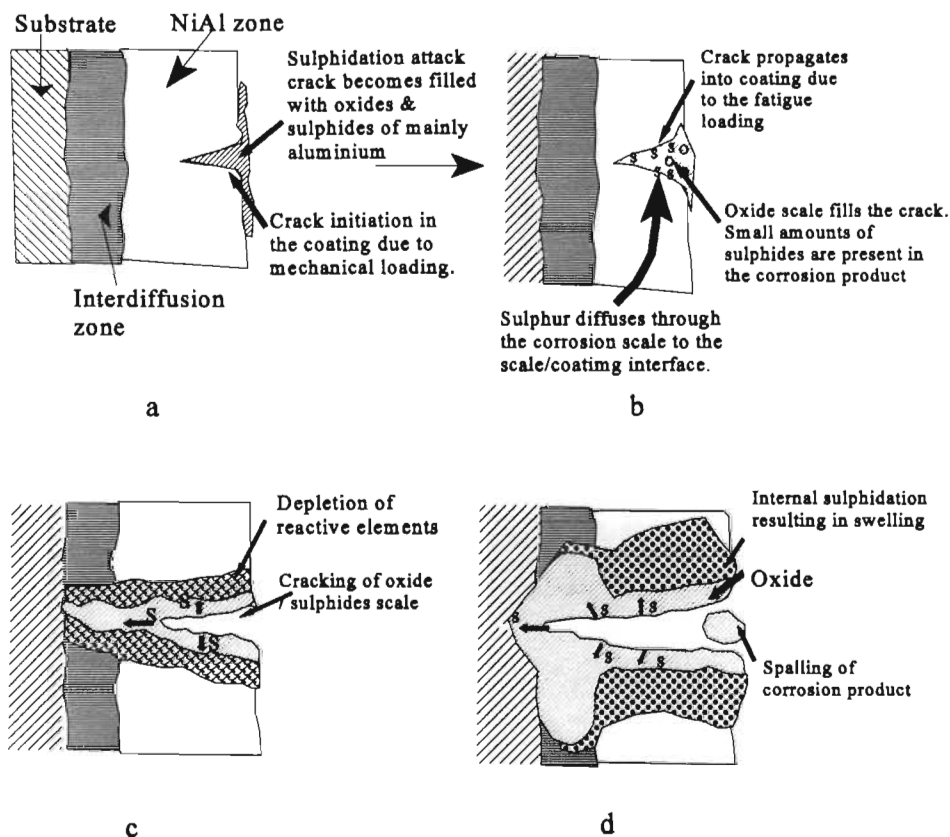 Substrate
NiAl zone
Sulphidation attack
crack becomes filled
with oxides &
sulphides of mainly
aluminium
Crack initiation in
the coating due to
mechanical loading.
Interdiffusion
zone
a
Crack propagates
into coating due
to the fatigue
loading
s s s o
o
s s
Oxide scale fills the crack.
Small amounts of
sulphides are present in
the corrosion product
Sulphur diffuses through
the corrosion scale to the
scale/coatimg interface.
b
Depletion of
reactive elements
Cracking of oxide
/ sulphides scale
s
S
S
c
Internal sulphidation
resulting in swelling
Oxide
s
s
s
s
s
Spalling of
corrosion product
d